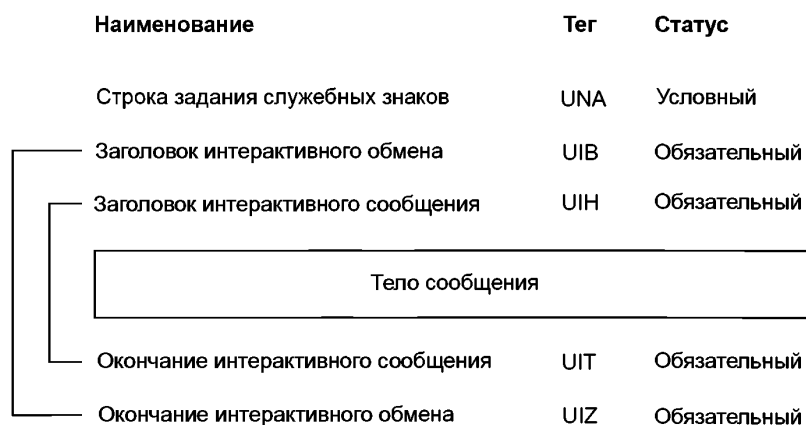 Наименование Тег Статус
Строка задания служебных знаков UNA Условный
Заголовок интерактивного обмена UIB Обязательный
Заголовок интерактивного сообщения UIH Обязательный
Тело сообщения
Окончание интерактивного сообщения UIT Обязательный
Окончание интерактивного обмена UIZ Обязательный